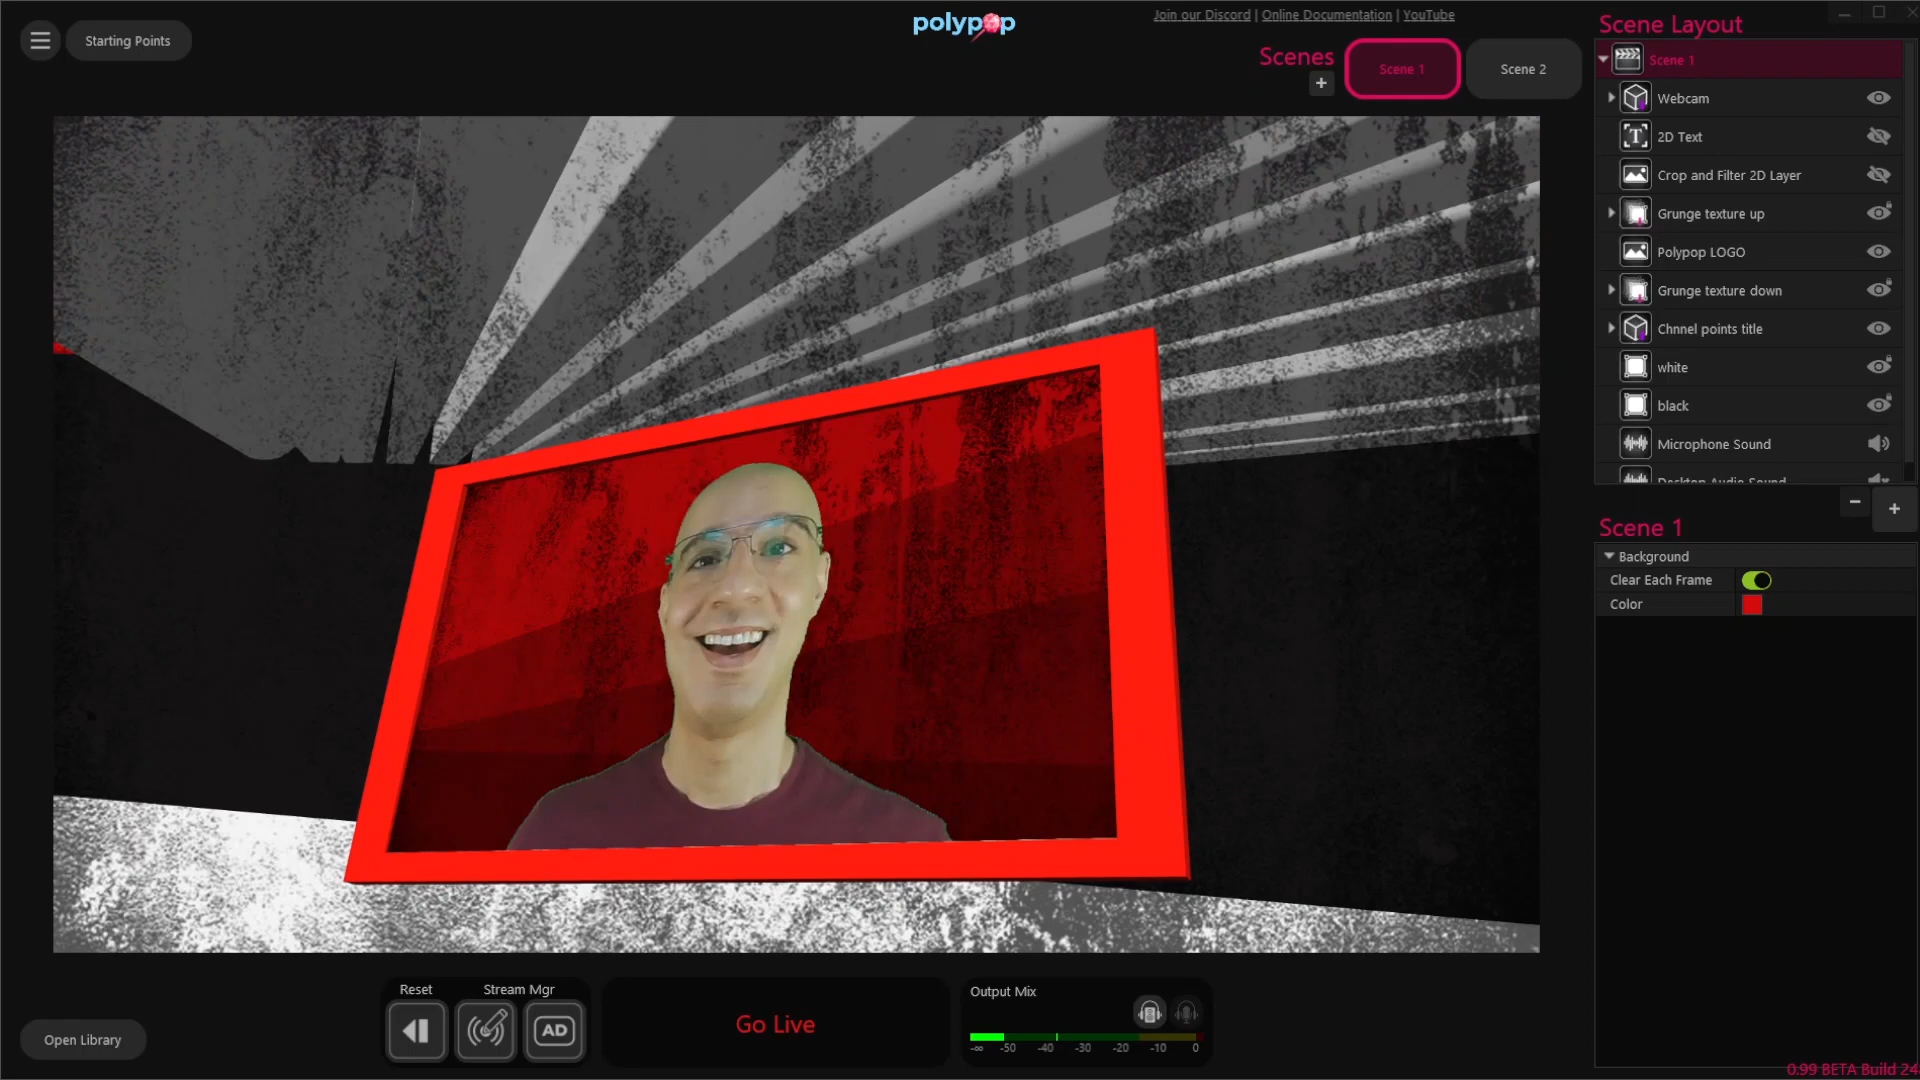 polypop
Join our Discord | Online Documentation | YouTube
Starting Points
Scenes
+
Scene 1
Scene 2
Scene Layout
Scene 1
Webcam
2D Text
Crop and Filter 2D Layer
Grunge texture up
Polypop LOGO
Grunge texture down
Chnnel points title
white
black
Microphone Sound
Desktop Audio Sound
- +
Scene 1
Background
Clear Each Frame
Color
Reset
Stream Mgr
AD
Go Live
Output Mix
-∞ -50 -40 -30 -20 -10 0
Open Library
0.99 BETA Build 24